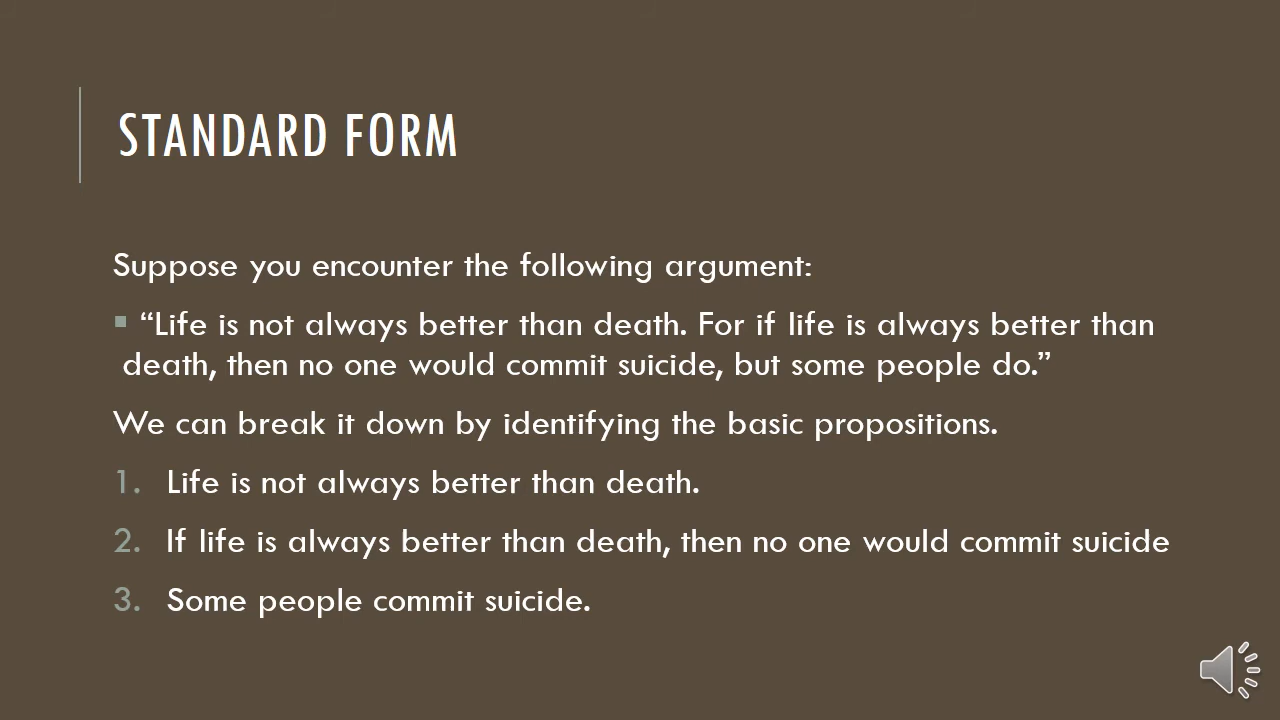 STANDARD FORM
Suppose you encounter the following argument:
▪ “Life is not always better than death. For if life is always better than
death, then no one would commit suicide, but some people do.”
We can break it down by identifying the basic propositions.
1. Life is not always better than death.
2. If life is always better than death, then no one would commit suicide
3. Some people commit suicide.